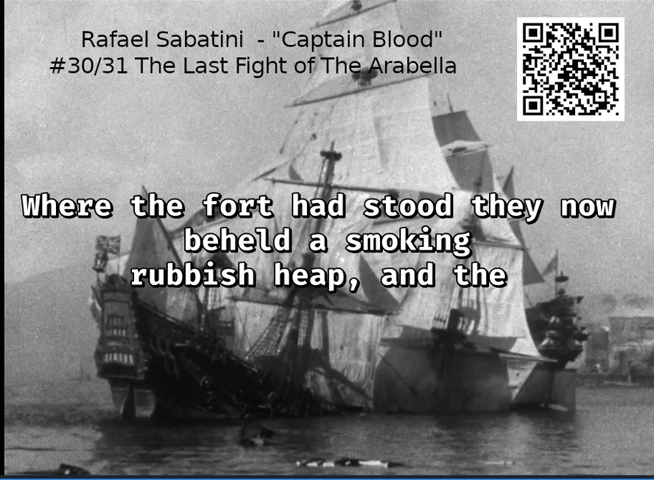 Rafael Sabatini - "Captain Blood"
#30/31 The Last Fight of The Arabella
Where the fort had stood they now
beheld a smoking
rubbish heap, and the